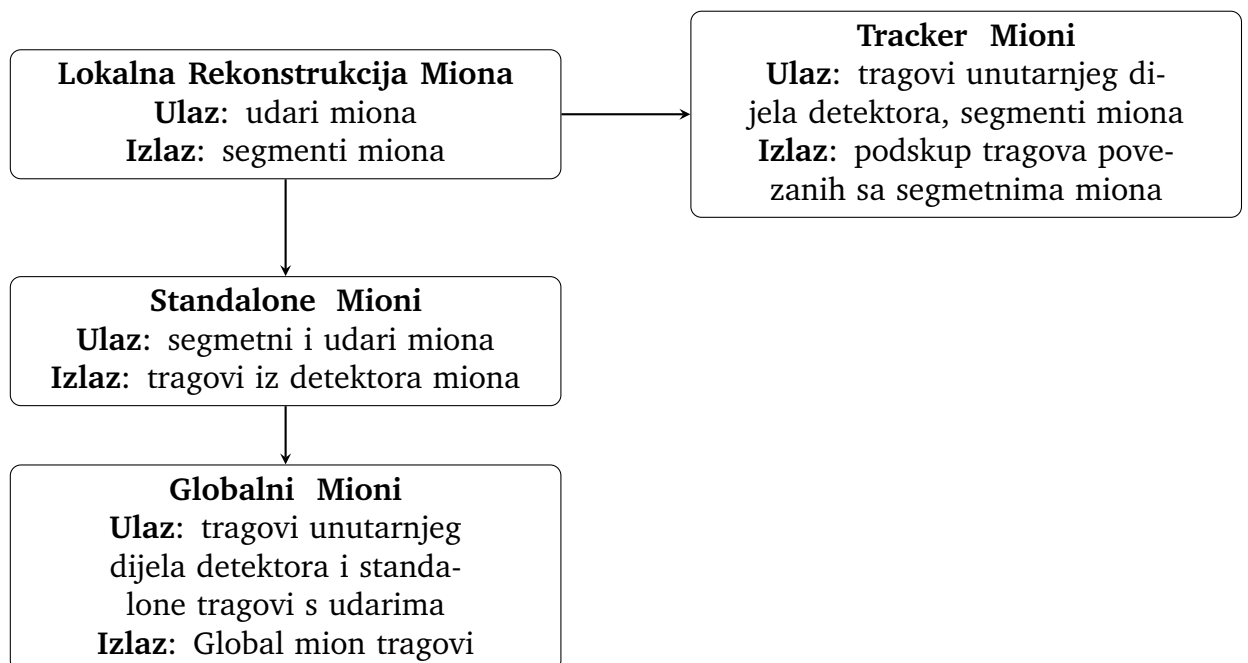 Lokalna Rekonstrukcija Miona
Ulaz: udari miona
Izlaz: segmenti miona
Tracker Mioni
Ulaz: tragovi unutarnjeg di-
jela detektora, segmenti miona
Izlaz: podskup tragova pove-
zanih sa segmetnima miona
Standalone Mioni
Ulaz: segmetni i udari miona
Izlaz: tragovi iz detektora miona
Globalni Mioni
Ulaz: tragovi unutarnjeg
dijela detektora i standa-
lone tragovi s udarima
Izlaz: Global mion tragovi